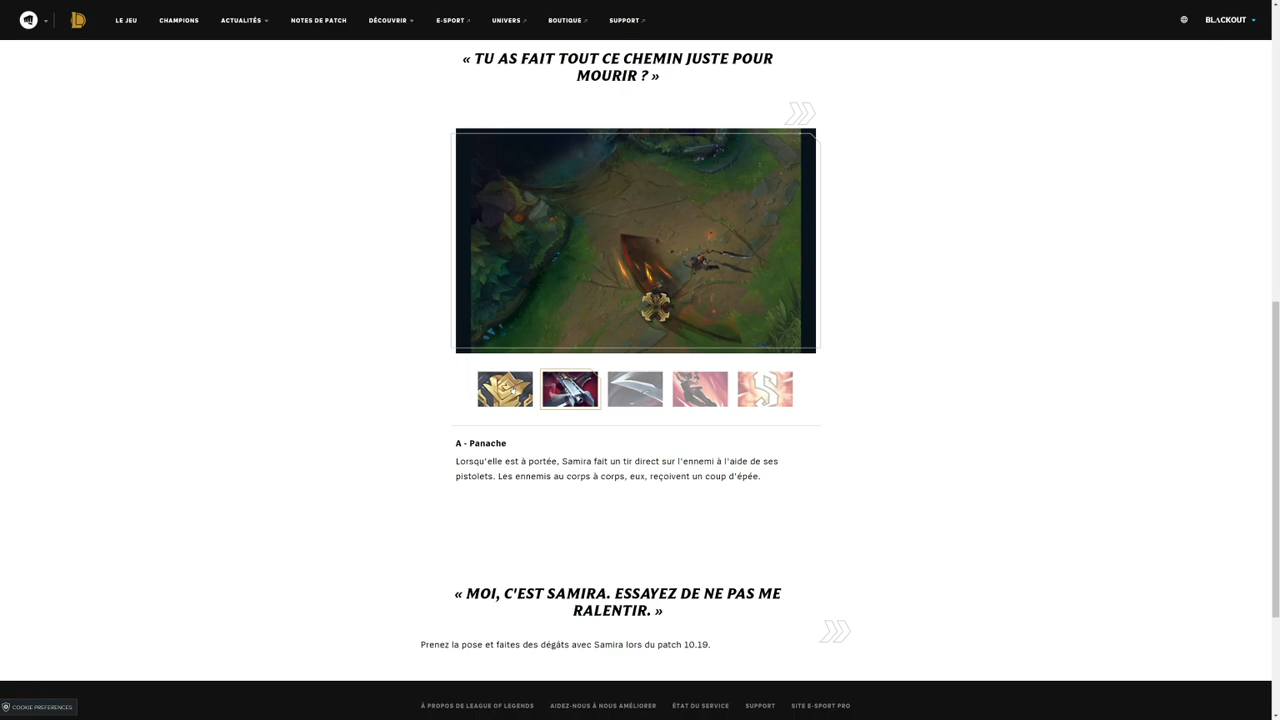 LE JEU CHAMPIONS ACTUALITÉS NOTES DE PATCH DÉCOUVRIR E-SPORT UNIVERS BOUTIQUE SUPPORT BLACKOUT
« TU AS FAIT TOUT CE CHEMIN JUSTE POUR
MOURIR ? »
A - Panache
Lorsqu'elle est à portée, Samira fait un tir direct sur l'ennemi à l'aide de ses
pistolets. Les ennemis au corps à corps, eux, reçoivent un coup d'épée.
« MOI, C'EST SAMIRA. ESSAYEZ DE NE PAS ME
RALENTIR. »
Prenez la pose et faites des dégâts avec Samira lors du patch 10.19.
COOKIE PREFERENCES
À PROPOS DE LEAGUE OF LEGENDS AIDEZ-NOUS À NOUS AMÉLIORER ÉTAT DU SERVICE SUPPORT SITE E-SPORT PRO